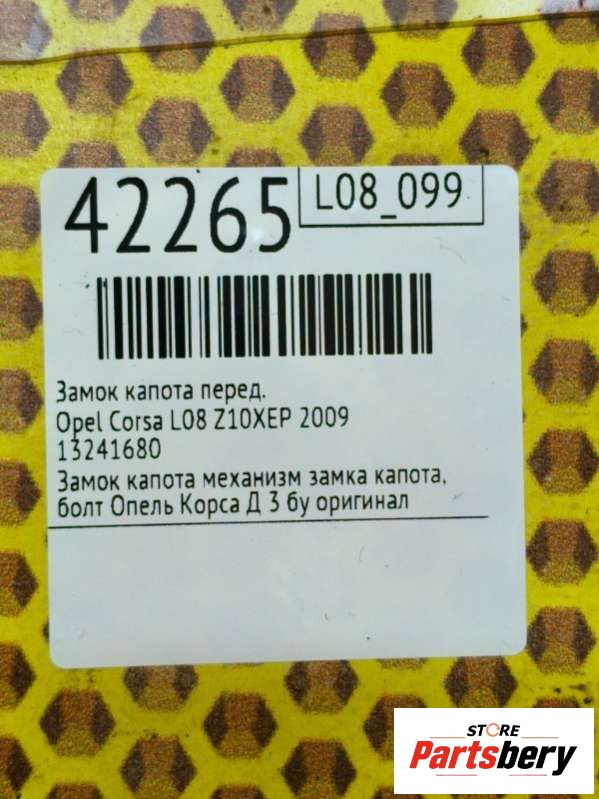 42265
L08_099
Замок капота перед.
Opel Corsa L08 Z10XEP 2009
13241680
Замок капота механизм замка капота,
болт Опель Корса Д 3 бу оригинал
STORE
Partsbery